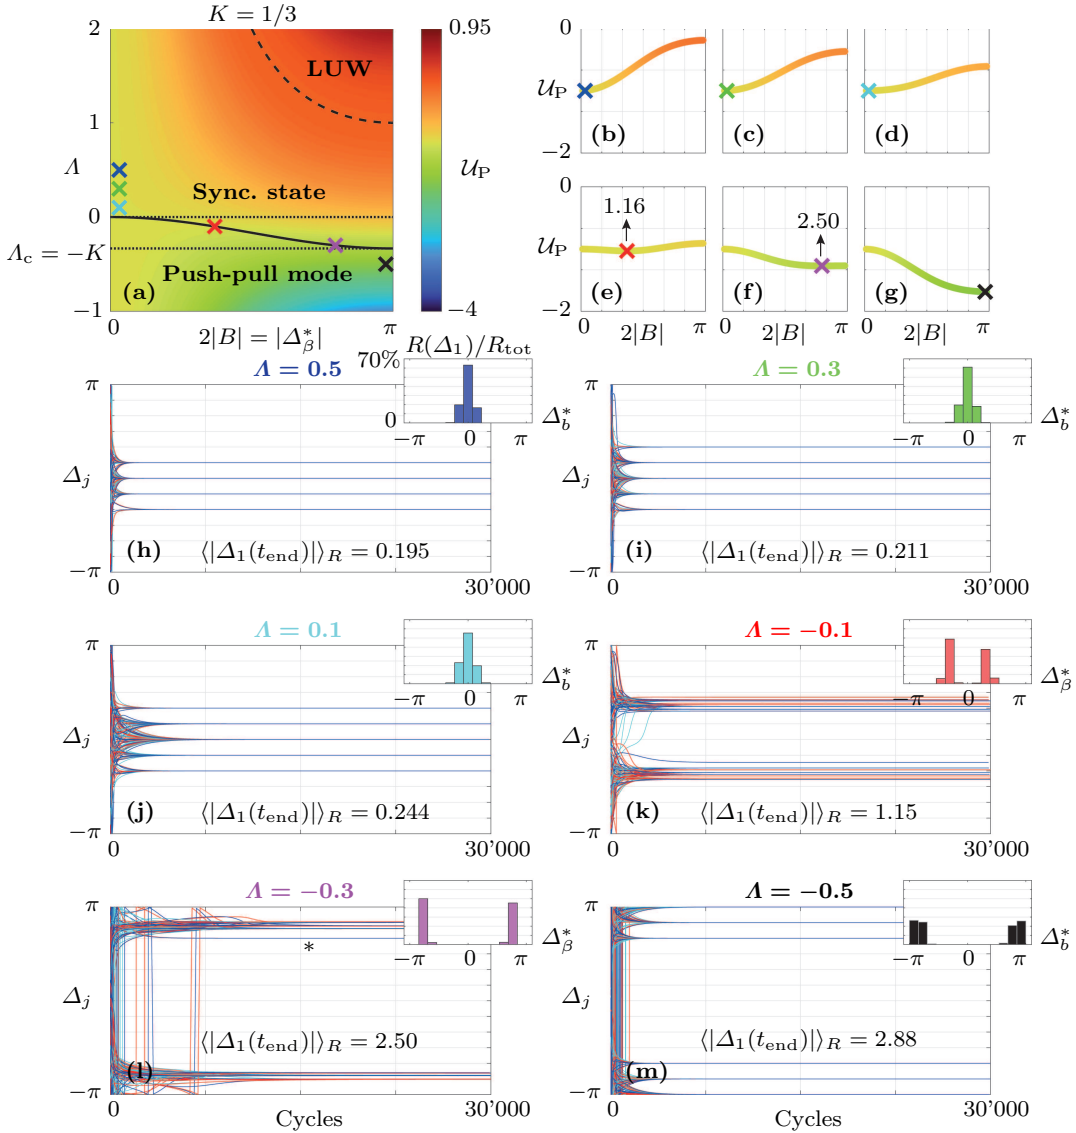 K = 1/3
2
1
Λ
0
Λc = −K
−1
LUW
Sync. state
Push-pull mode
(a)
0
π
2|B| = |Δ*β|
0.95
𝒰P
−4
0
𝒰P
−2
(b)
(c)
(d)
0
𝒰P
−2
1.16
2.50
(e)
(f)
(g)
0
2|B|
π
0
2|B|
π
0
2|B|
π
Λ = 0.5
R(Δ1)/Rtot
70%
0
−π
0
π
Δ*b
π
Δj
−π
(h)
⟨|Δ1(tend)|⟩R = 0.195
0
30’000
Λ = 0.3
−π
0
π
Δ*b
π
Δj
−π
(i)
⟨|Δ1(tend)|⟩R = 0.211
0
30’000
Λ = 0.1
−π
0
π
Δ*b
π
Δj
−π
(j)
⟨|Δ1(tend)|⟩R = 0.244
0
30’000
Λ = −0.1
−π
0
π
Δ*β
π
Δj
−π
(k)
⟨|Δ1(tend)|⟩R = 1.15
0
30’000
Λ = −0.3
−π
0
π
Δ*β
π
Δj
−π
*
(l)
⟨|Δ1(tend)|⟩R = 2.50
0
Cycles
30’000
Λ = −0.5
−π
0
π
Δ*b
π
Δj
−π
(m)
⟨|Δ1(tend)|⟩R = 2.88
0
Cycles
30’000